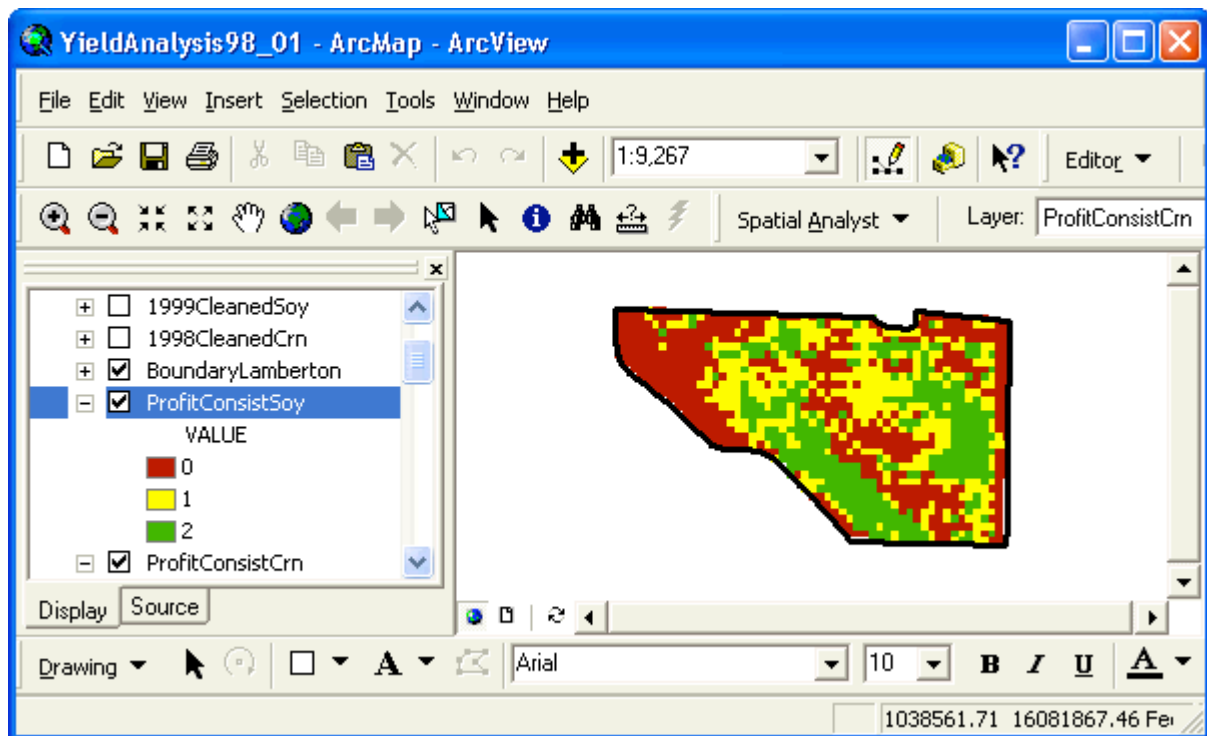 YieldAnalysis98_01 - ArcMap - ArcView
File Edit View Insert Selection Tools Window Help
1:9,267 Editor
Spatial Analyst Layer: ProfitConsistCrn
1999CleanedSoy
1998CleanedCrn
BoundaryLamberton
ProfitConsistSoy
VALUE
0
1
2
ProfitConsistCrn
Display Source
Drawing A Arial 10 B I U A
1038561.71 16081867.46 Fe